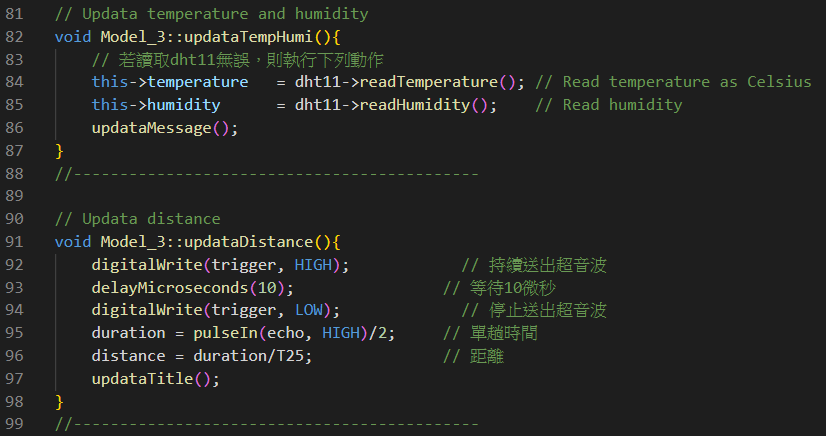 81 // Updata temperature and humidity
82 void Model_3::updataTempHumi(){
83 // 若讀取dht11無誤，則執行下列動作
84 this->temperature = dht11->readTemperature(); // Read temperature as Celsius
85 this->humidity = dht11->readHumidity(); // Read humidity
86 updataMessage();
87 }
88 //--------------------------------------------
89
90 // Updata distance
91 void Model_3::updataDistance(){
92 digitalWrite(trigger, HIGH); // 持續送出超音波
93 delayMicroseconds(10); // 等待10微秒
94 digitalWrite(trigger, LOW); // 停止送出超音波
95 duration = pulseIn(echo, HIGH)/2; // 單趟時間
96 distance = duration/T25; // 距離
97 updataTitle();
98 }
99 //--------------------------------------------